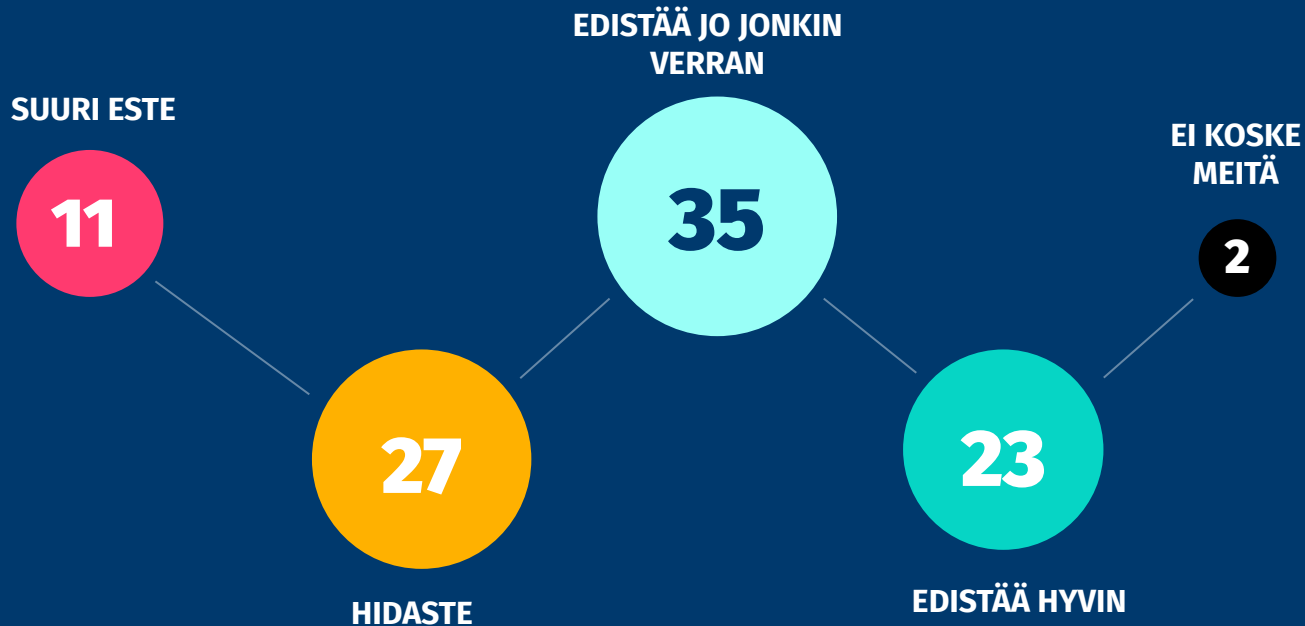 SUURI ESTE
11
27
HIDASTE
EDISTÄÄ JO JONKIN
VERRAN
35
23
EDISTÄÄ HYVIN
EI KOSKE
MEITÄ
2